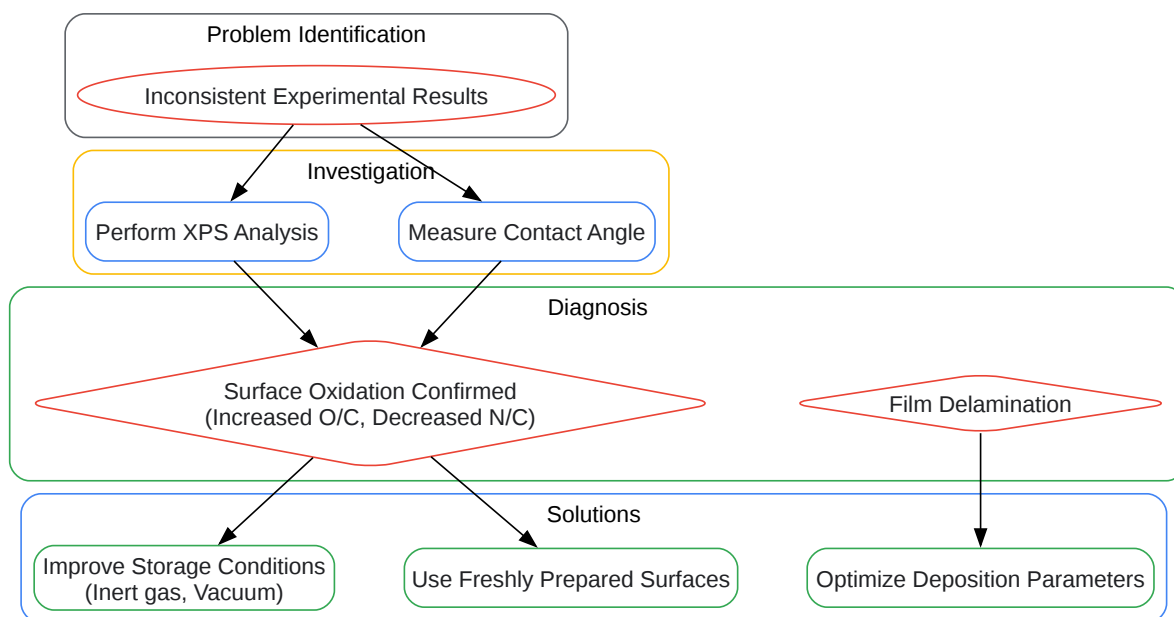 Problem Identification
Inconsistent Experimental Results
Investigation
Perform XPS Analysis
Measure Contact Angle
Diagnosis
Surface Oxidation Confirmed
(Increased O/C, Decreased N/C)
Film Delamination
Solutions
Improve Storage Conditions
(Inert gas, Vacuum)
Use Freshly Prepared Surfaces
Optimize Deposition Parameters